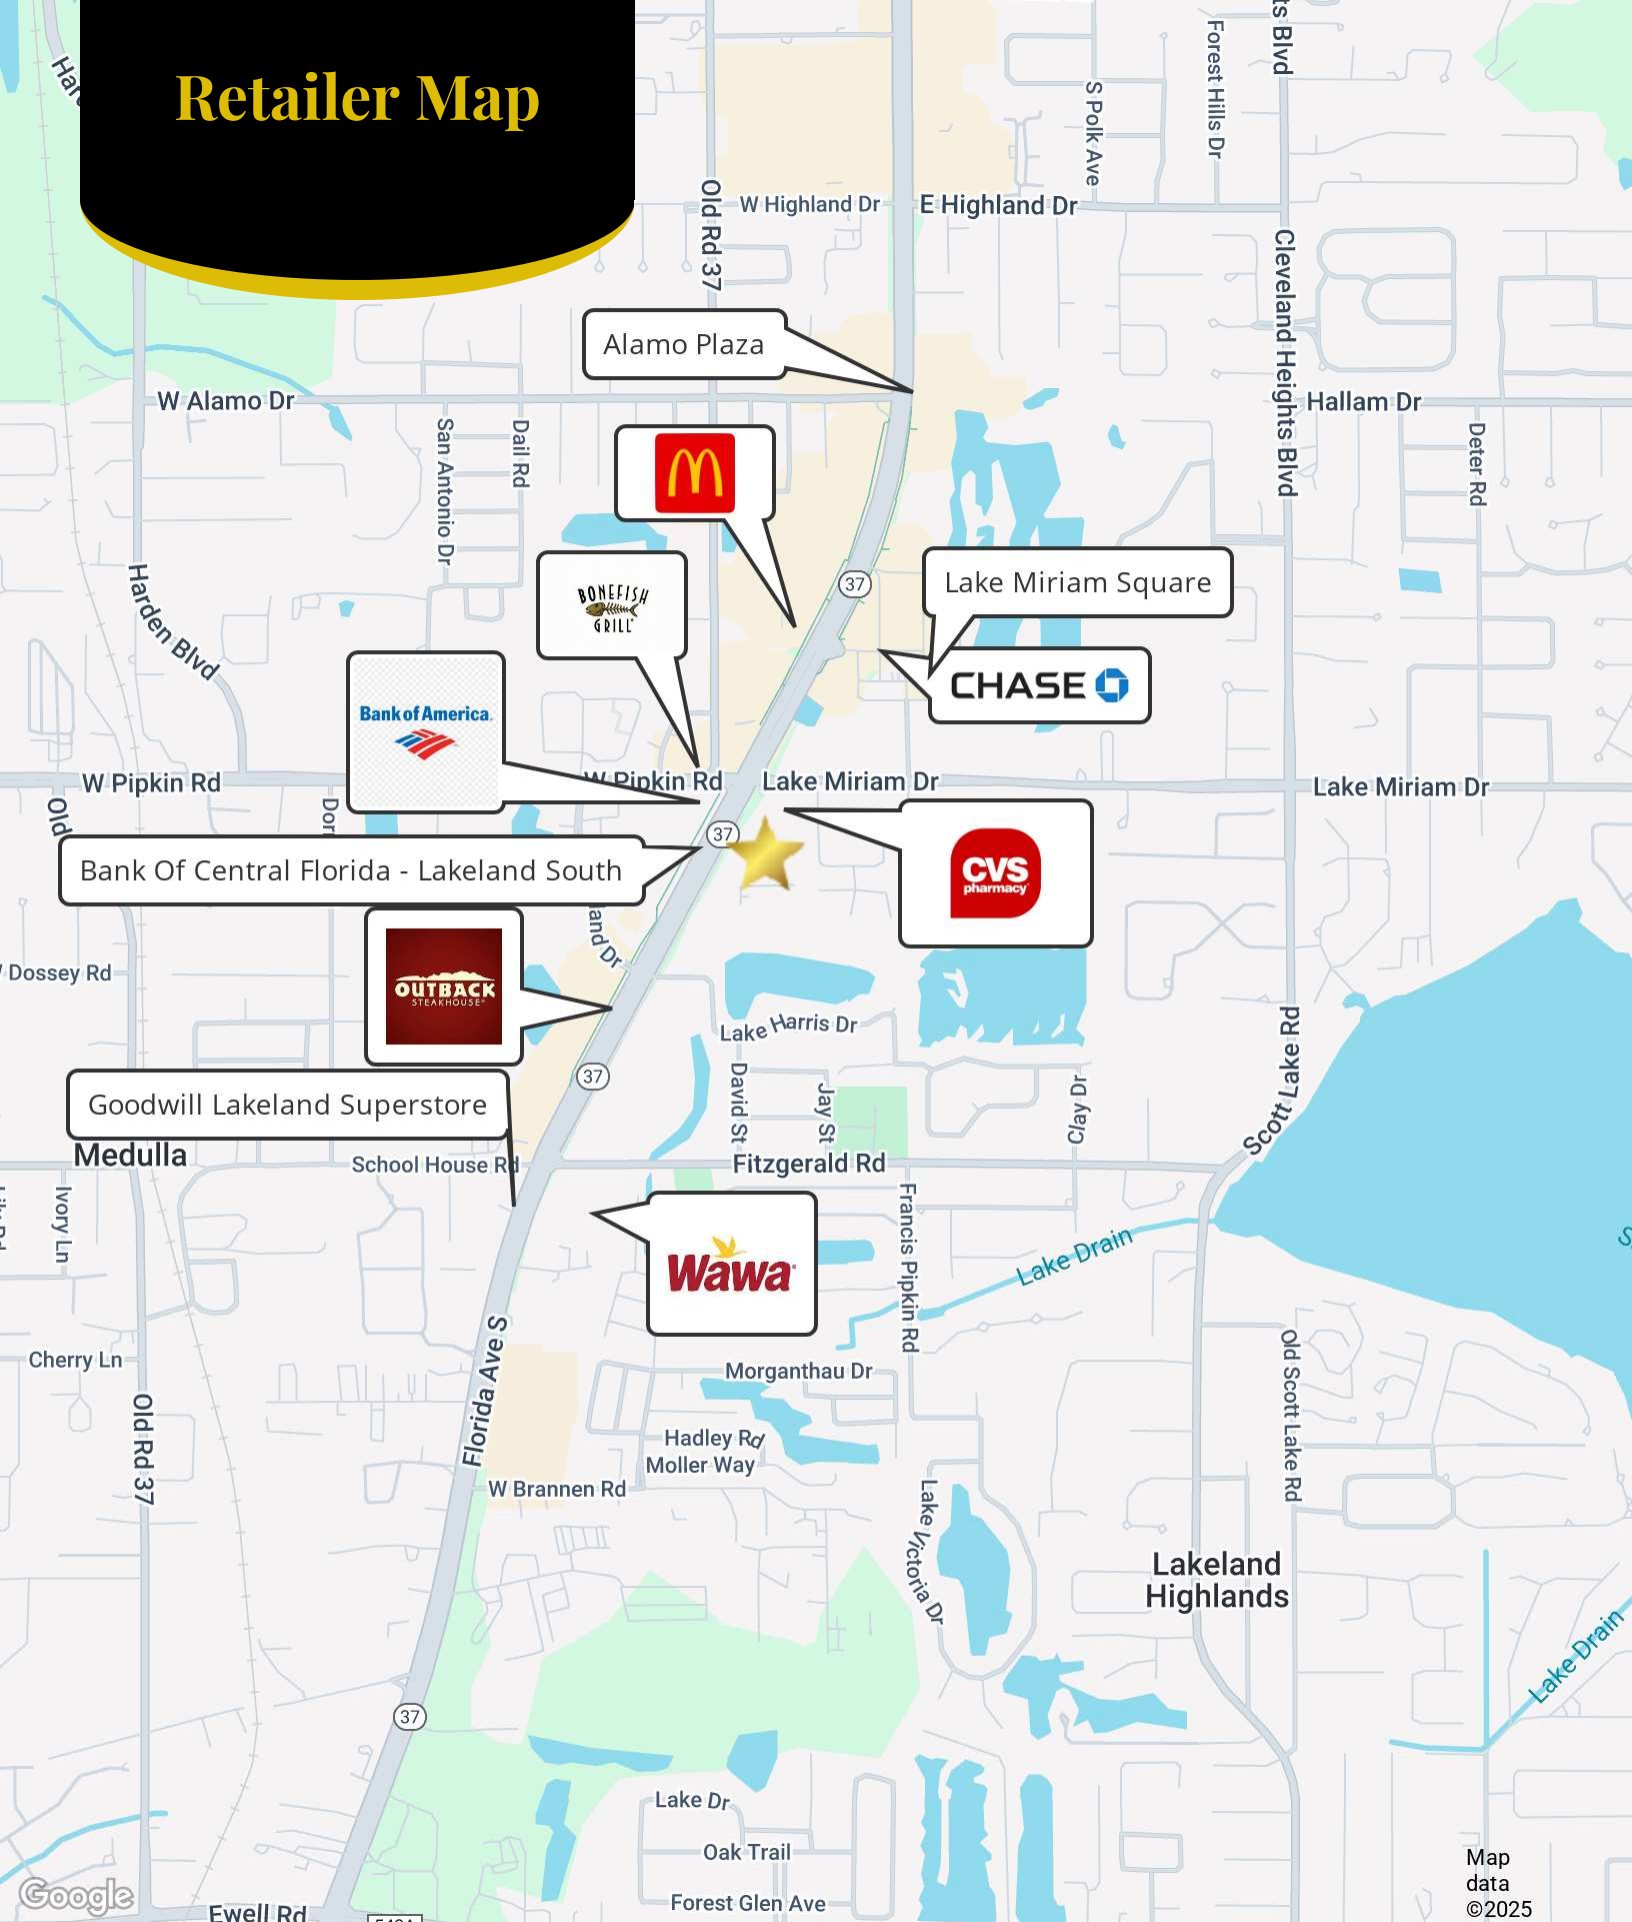 Retailer Map
ts Blvd
Forest Hills Dr
S Polk Ave
Old Rd 37
W Highland Dr
E Highland Dr
Cleveland Heights Blvd
Alamo Plaza
W Alamo Dr
Hallam Dr
San Antonio Dr
Dail Rd
Deter Rd
Harden Blvd
37
Lake Miriam Square
BONEFISH
GRILL
CHASE
Bank of America
W Pipkin Rd
W Pipkin Rd
Lake Miriam Dr
Lake Miriam Dr
Old
37
Bank Of Central Florida - Lakeland South
CVS
pharmacy
land Dr
W Dossey Rd
OUTBACK
STEAKHOUSE
Lake Harris Dr
Scott Lake Rd
37
David St
Jay St
Clay Dr
Goodwill Lakeland Superstore
Medulla
School House Rd
Fitzgerald Rd
Ivory Ln
Francis Pipkin Rd
Wawa
Lake Drain
Florida Ave S
Cherry Ln
Morganthau Dr
Old Scott Lake Rd
Old Rd 37
Hadley Rd
Moller Way
W Brannen Rd
Lake Victoria Dr
Lakeland
Highlands
Lake Drain
37
Lake Dr
Oak Trail
Forest Glen Ave
Ewell Rd
Google
Map
data
©2025